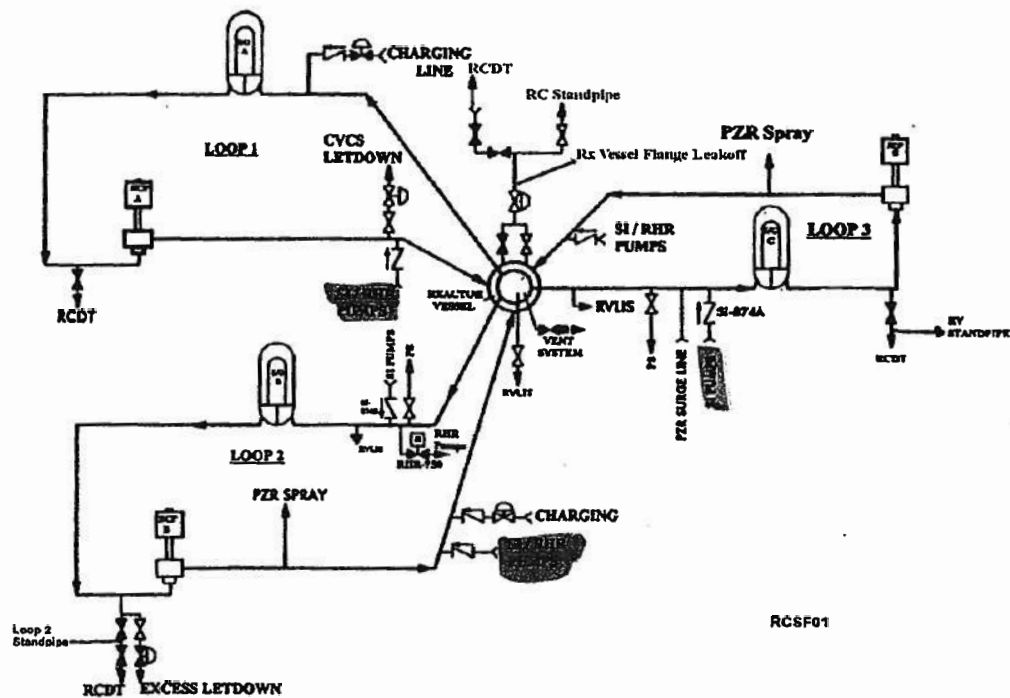 CHARGING
LINE
RCDT
RC Standpipe
LOOP 1
CVCS
LETDOWN
Rx Vessel Flange Leakoff
PZR Spray
A
SI / RHR
PUMPS
LOOP 3
C
REACTOR
VESSEL
RVLIS
VENT
SYSTEM
RVLIS
PS
PZR SURGE LINE
SI-874A
RV
STANDPIPE
RCDT
RCDT
SI PUMPS
PS
RVLIS
RHR
LOOP 2
PZR SPRAY
CHARGING
RCSF01
Loop 2
Standpipe
RCDT
EXCESS LETDOWN